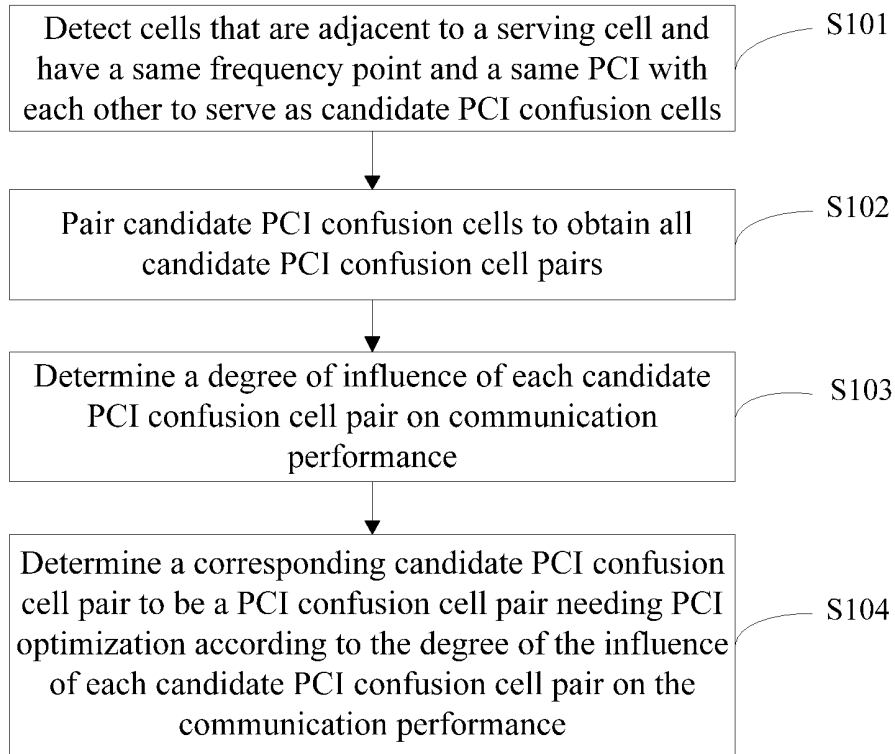 Detect cells that are adjacent to a serving cell and
have a same frequency point and a same PCI with
each other to serve as candidate PCI confusion cells
S101
Pair candidate PCI confusion cells to obtain all
candidate PCI confusion cell pairs
S102
Determine a degree of influence of each candidate
PCI confusion cell pair on communication
performance
S103
Determine a corresponding candidate PCI confusion
cell pair to be a PCI confusion cell pair needing PCI
optimization according to the degree of the influence
of each candidate PCI confusion cell pair on the
communication performance
S104